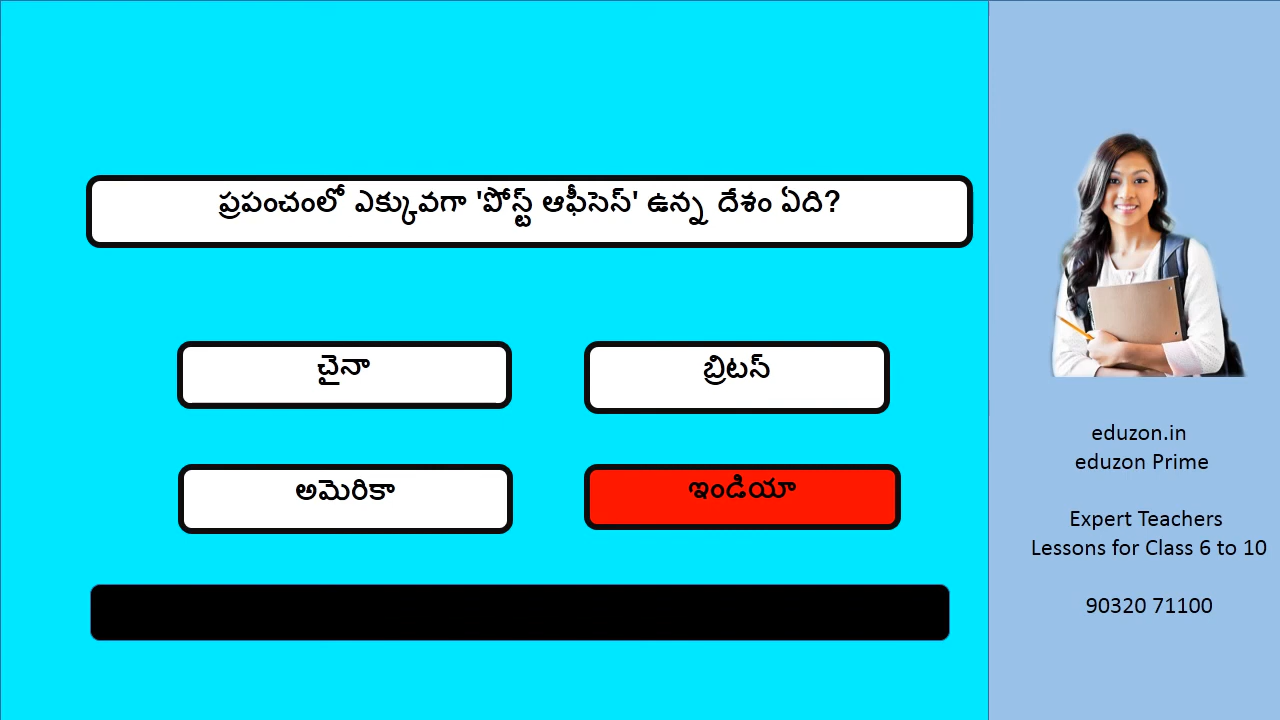 ప్రపంచంలో ఎక్కువగా 'పోస్ట్ ఆఫీసెస్' ఉన్న దేశం ఏది?
చైనా
బ్రిటస్
అమెరికా
ఇండియా
eduzon.in
eduzon Prime
Expert Teachers
Lessons for Class 6 to 10
90320 71100